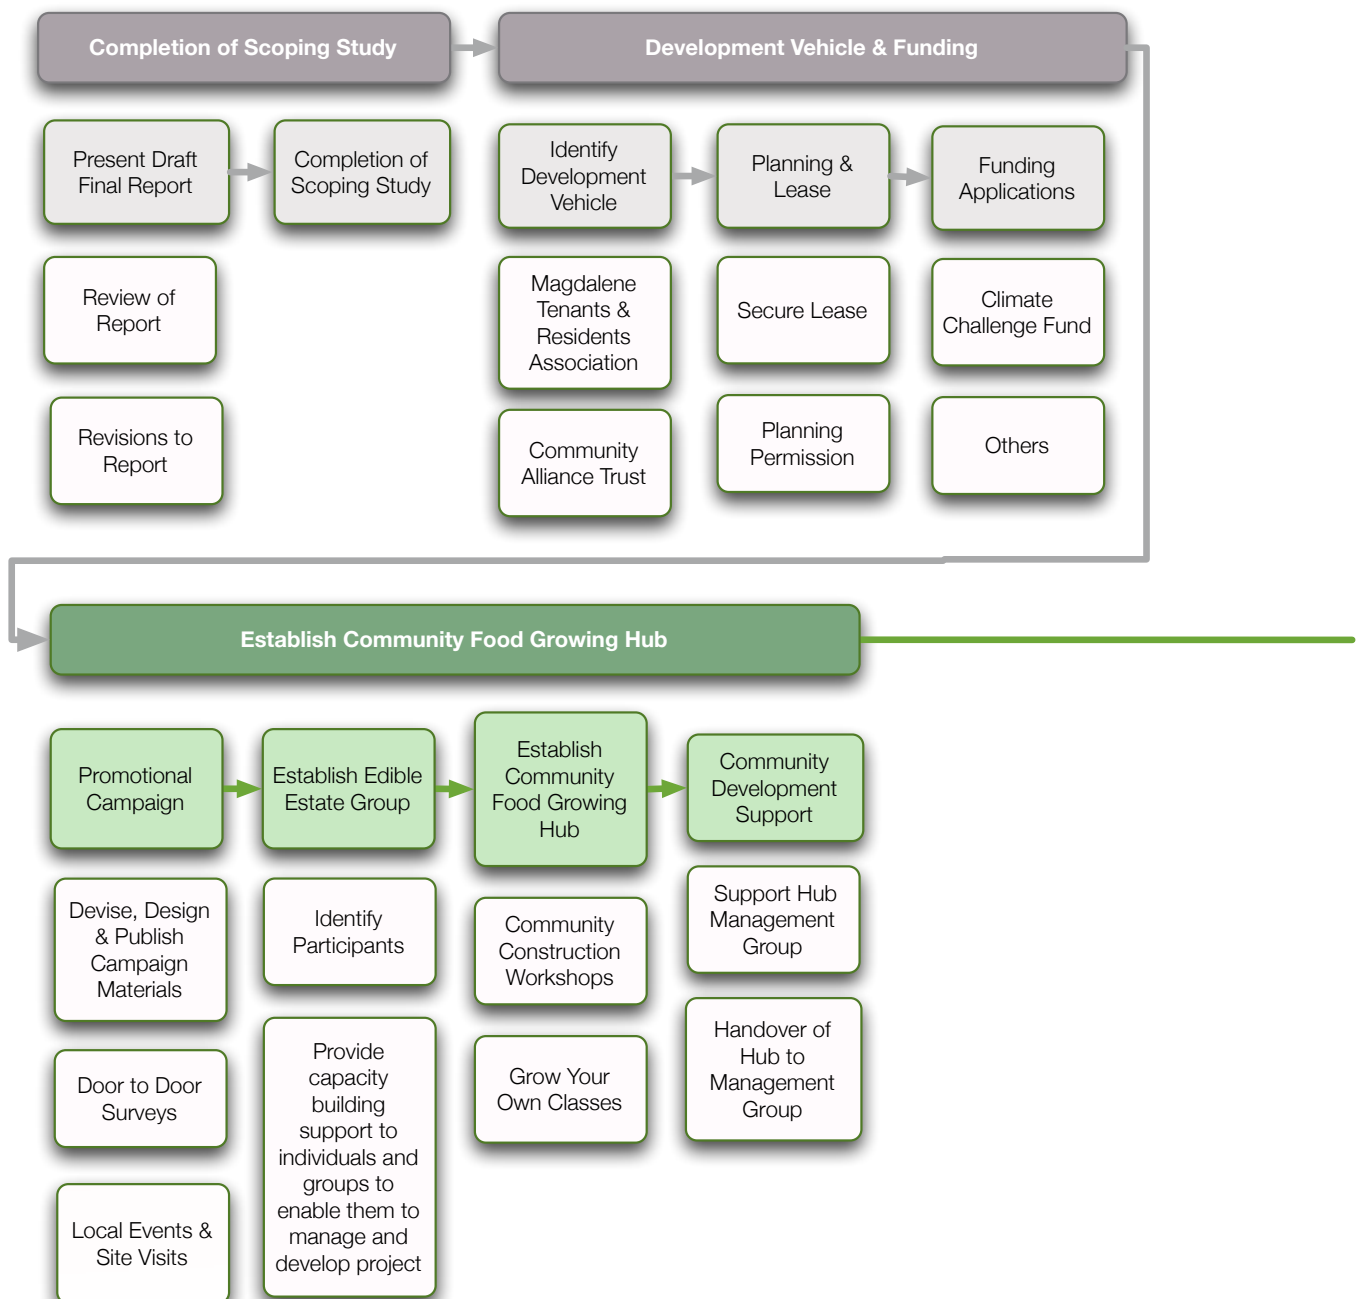 Completion of Scoping Study
Development Vehicle & Funding
Present Draft
Final Report
Completion of
Scoping Study
Identify
Development
Vehicle
Planning &
Lease
Funding
Applications
Review of
Report
Magdalene
Tenants &
Residents
Association
Secure Lease
Climate
Challenge Fund
Revisions to
Report
Community
Alliance Trust
Planning
Permission
Others
Establish Community Food Growing Hub
Promotional
Campaign
Establish Edible
Estate Group
Establish
Community
Food Growing
Hub
Community
Development
Support
Devise, Design
& Publish
Campaign
Materials
Identify
Participants
Community
Construction
Workshops
Support Hub
Management
Group
Door to Door
Surveys
Provide
capacity
building
support to
individuals and
groups to
enable them to
manage and
develop project
Grow Your
Own Classes
Handover of
Hub to
Management
Group
Local Events &
Site Visits